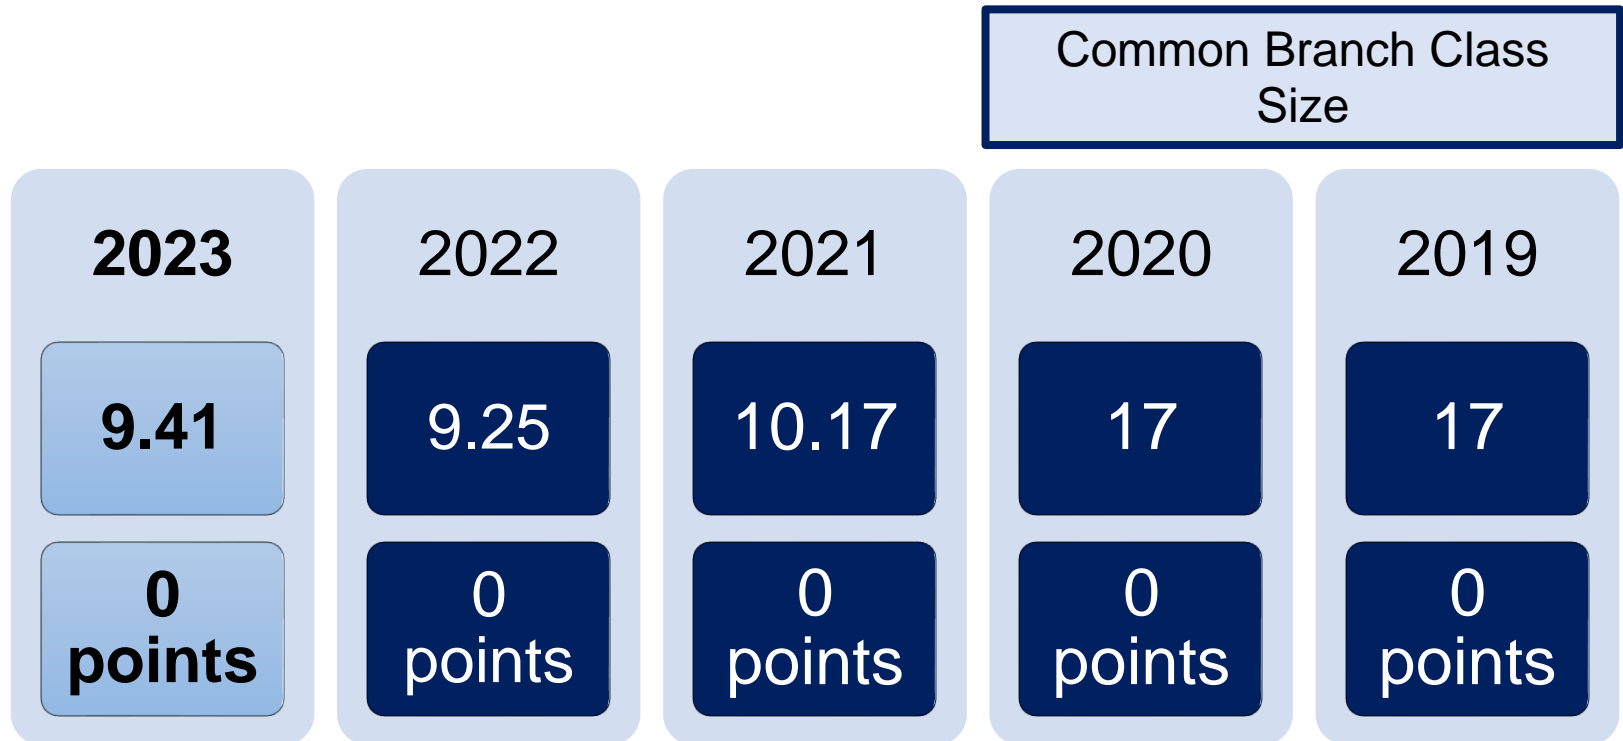 Common Branch Class
Size
2023
9.41
0
points
2022
9.25
0
points
2021
10.17
0
points
2020
17
0
points
2019
17
0
points